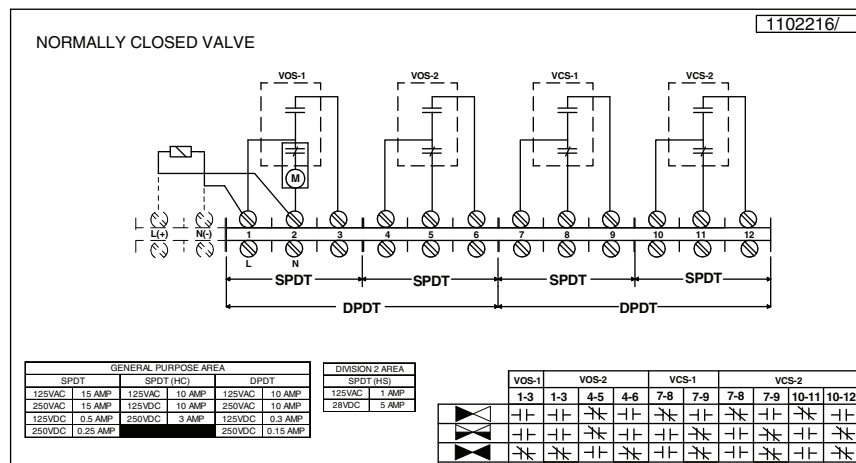 1102216/
NORMALLY CLOSED VALVE
VOS-1 VOS-2 VCS-1 VCS-2
M
L(+) N(-) 1 2 3 4 5 6 7 8 9 10 11 12
L N
SPDT SPDT SPDT SPDT
DPDT DPDT
GENERAL PURPOSE AREA
SPDT SPDT (HC) DPDT
125VAC 15 AMP 125VAC 10 AMP 125VAC 10 AMP
250VAC 15 AMP 125VDC 10 AMP 250VAC 10 AMP
125VDC 0.5 AMP 250VDC 3 AMP 125VDC 0.3 AMP
250VDC 0.25 AMP 250VDC 0.15 AMP
DIVISION 2 AREA
SPDT (HS)
125VAC 1 AMP
28VDC 5 AMP
VOS-1 VOS-2 VCS-1 VCS-2
1-3 1-3 4-5 4-6 7-8 7-9 7-8 7-9 10-11 10-12